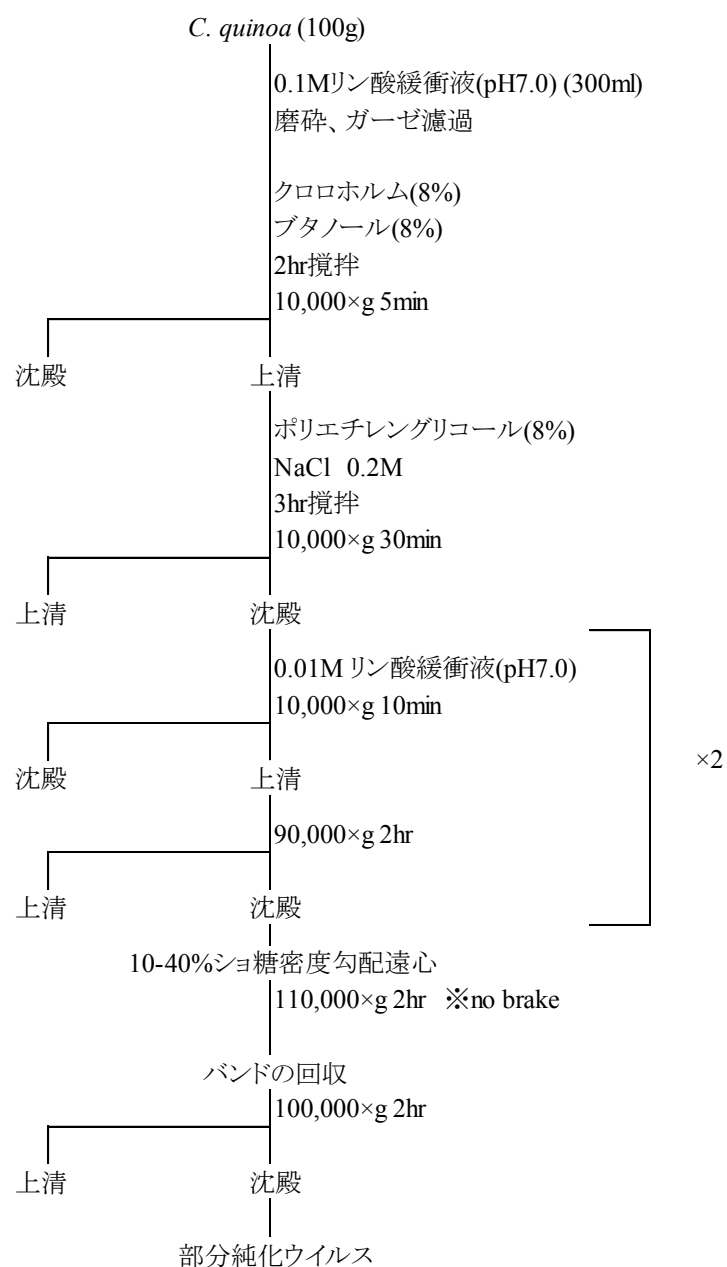 C. quinoa (100g)
0.1Mリン酸緩衝液(pH7.0) (300ml)
磨砕、ガーゼ濾過
クロロホルム(8%)
ブタノール(8%)
2hr撹拌
10,000×g 5min
沈殿
上清
ポリエチレングリコール(8%)
NaCl 0.2M
3hr撹拌
10,000×g 30min
上清
沈殿
0.01M リン酸緩衝液(pH7.0)
10,000×g 10min
×2
沈殿
上清
90,000×g 2hr
上清
沈殿
10-40%ショ糖密度勾配遠心
110,000×g 2hr ※no brake
バンドの回収
100,000×g 2hr
上清
沈殿
部分純化ウイルス